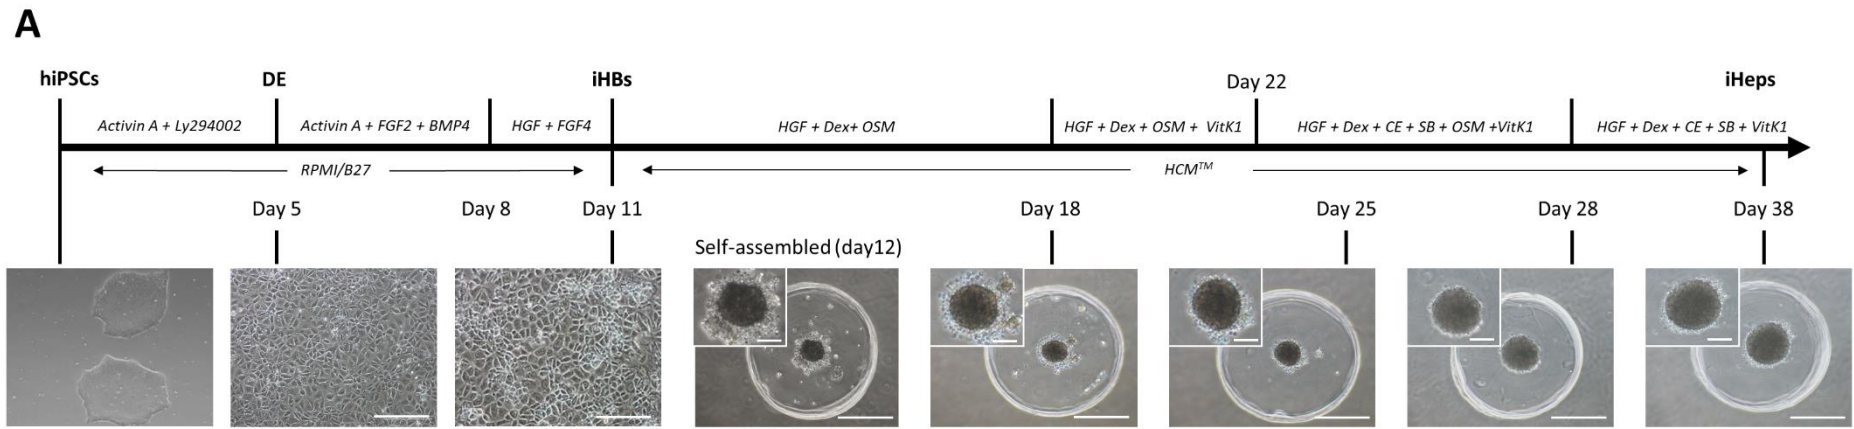 A
hiPSCs DE iHBs Day 22 iHeps
Activin A + Ly294002 Activin A + FGF2 + BMP4 HGF + FGF4 HGF + Dex+ OSM HGF + Dex + OSM + VitK1 HGF + Dex + CE + SB + OSM +VitK1 HGF + Dex + CE + SB + VitK1
RPMI/B27 HCM™
Day 5 Day 8 Day 11 Day 18 Day 25 Day 28 Day 38
Self-assembled (day12)